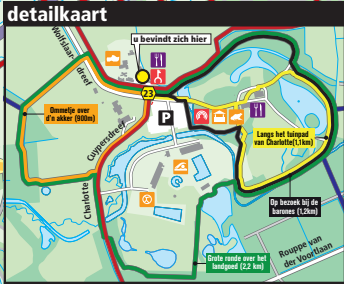 detailkaart
u bevindt zich hier
Wolfslaar-
dreef
23
P
Ommetje over
d'n akker (900m)
Langs het tuinpad
van Charlotte(1,1km)
Cuypersdreef
Charlotte
Op bezoek bij de
barones (1,2km)
Grote ronde over het
landgoed (2,2 km)
Rouppe van
der Voortlaan